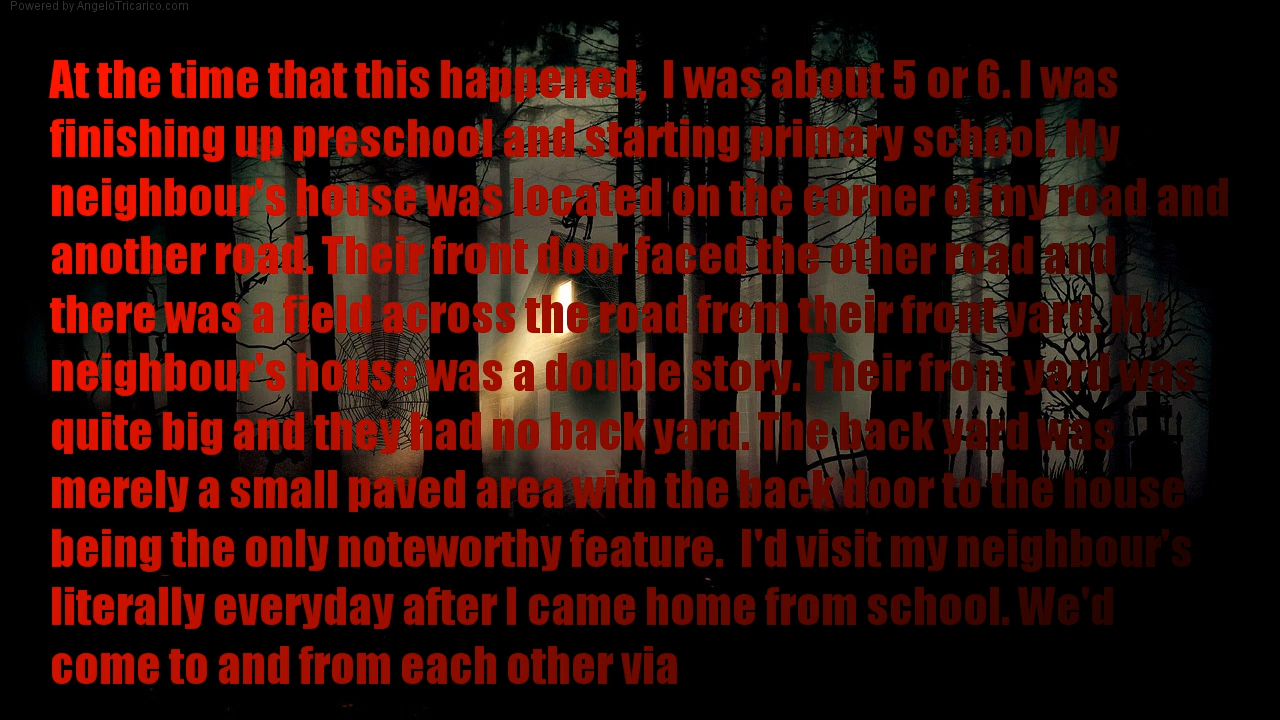 Powered by AngeloTricarico.com
At the time that this happened,  I was about 5 or 6. I was
finishing up preschool and starting primary school. My
neighbour's house was located on the corner of my road and
another road. Their front door faced the other road and
there was a field across the road from their front yard. My
neighbour's house was a double story. Their front yard was
quite big and they had no back yard. The back yard was
merely a small paved area with the back door to the house
being the only noteworthy feature.  I'd visit my neighbour's
literally everyday after I came home from school. We'd
come to and from each other via